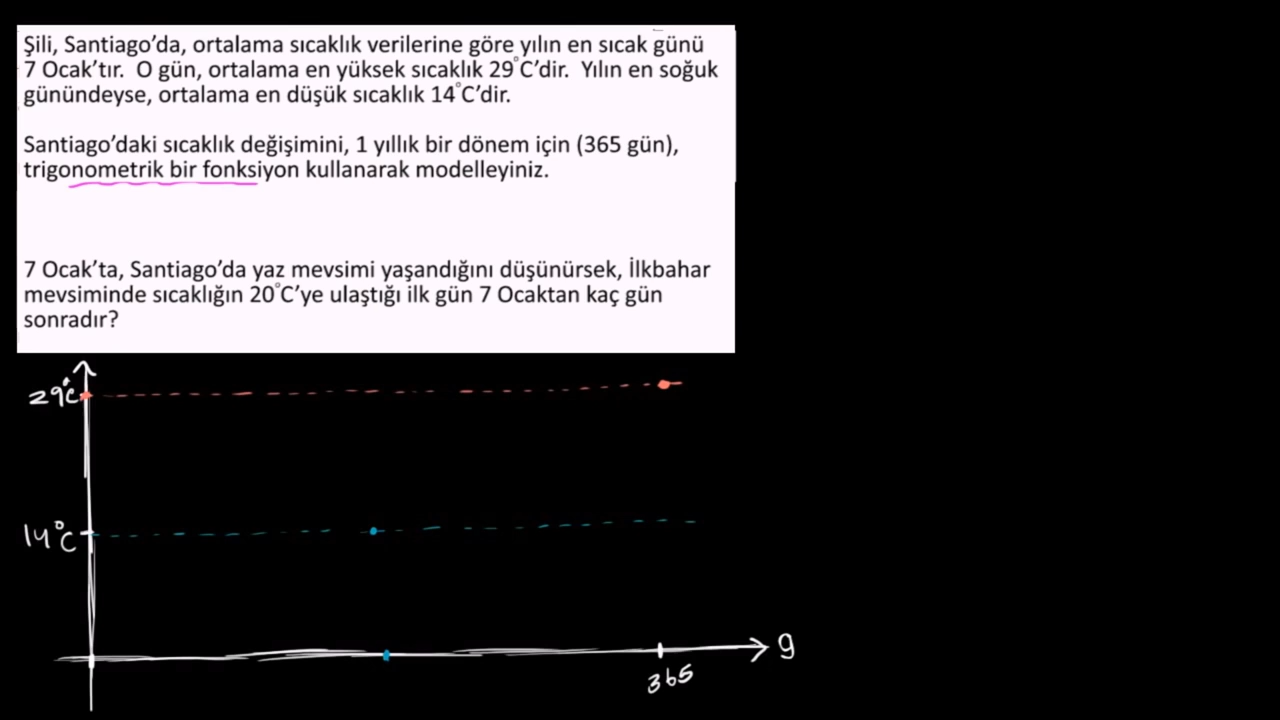 Şili, Santiago’da, ortalama sıcaklık verilerine göre yılın en sıcak günü
7 Ocak’tır. O gün, ortalama en yüksek sıcaklık 29°C’dir. Yılın en soğuk
günündeyse, ortalama en düşük sıcaklık 14°C’dir.
Santiago’daki sıcaklık değişimini, 1 yıllık bir dönem için (365 gün),
trigonometrik bir fonksiyon kullanarak modelleyiniz.
7 Ocak’ta, Santiago’da yaz mevsimi yaşandığını düşünürsek, İlkbahar
mevsiminde sıcaklığın 20°C’ye ulaştığı ilk gün 7 Ocaktan kaç gün
sonradır?
29°C
14°C
365
g